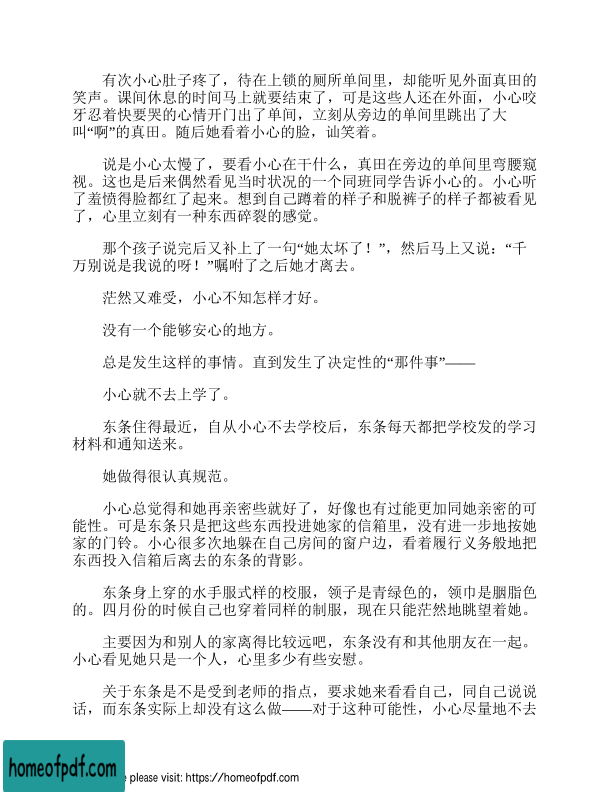 有次小心肚子疼了，待在上锁的厕所单间里，却能听见外面真田的
笑声。课间休息的时间马上就要结束了，可是这些人还在外面，小心咬
牙忍着快要哭的心情开门出了单间，立刻从旁边的单间里跳出了大
叫“啊”的真田。随后她看着小心的脸，讪笑着。
说是小心太慢了，要看小心在干什么，真田在旁边的单间里弯腰窥
视。这也是后来偶然看见当时状况的一个同班同学告诉小心的。小心听
了羞愤得脸都红了起来。想到自己蹲着的样子和脱裤子的样子都被看见
了，心里立刻有一种东西碎裂的感觉。
那个孩子说完后又补上了一句“她太坏了！”，然后马上又说：“千
万别说是我说的呀！”嘱咐了之后她才离去。
茫然又难受，小心不知怎样才好。
没有一个能够安心的地方。
总是发生这样的事情。直到发生了决定性的“那件事”——
小心就不去上学了。
东条住得最近，自从小心不去学校后，东条每天都把学校发的学习
材料和通知送来。
她做得很认真规范。
小心总觉得和她再亲密些就好了，好像也有过能更加同她亲密的可
能性。可是东条只是把这些东西投进她家的信箱里，没有进一步地按她
家的门铃。小心很多次地躲在自己房间的窗户边，看着履行义务般地把
东西投入信箱后离去的东条的背影。
东条身上穿的水手服式样的校服，领子是青绿色的，领巾是胭脂色
的。四月份的时候自己也穿着同样的制服，现在只能茫然地眺望着她。
主要因为和别人的家离得比较远吧，东条没有和其他朋友在一起。
小心看见她只是一个人，心里多少有些安慰。
关于东条是不是受到老师的指点，要求她来看看自己，同自己说说
话，而东条实际上却没有这么做——对于这种可能性，小心尽量地不去
homeofpdf.com
e please visit: https://homeofpdf.com